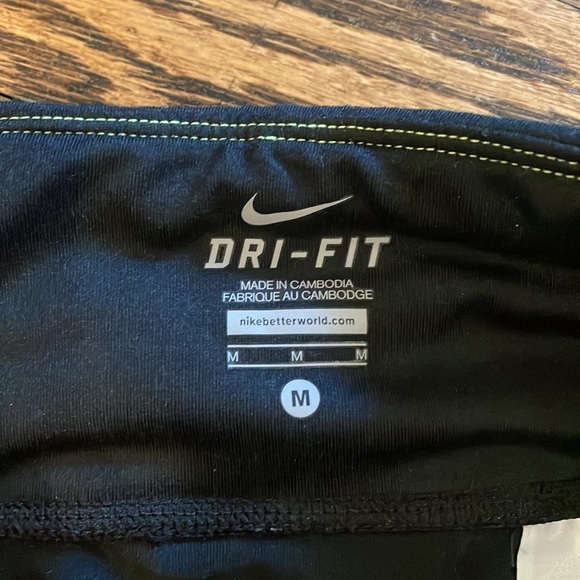 DRI-FIT
MADE IN CAMBODIA
FABRIQUE AU CAMBODGE
nikebetterworld.com
M M M
M